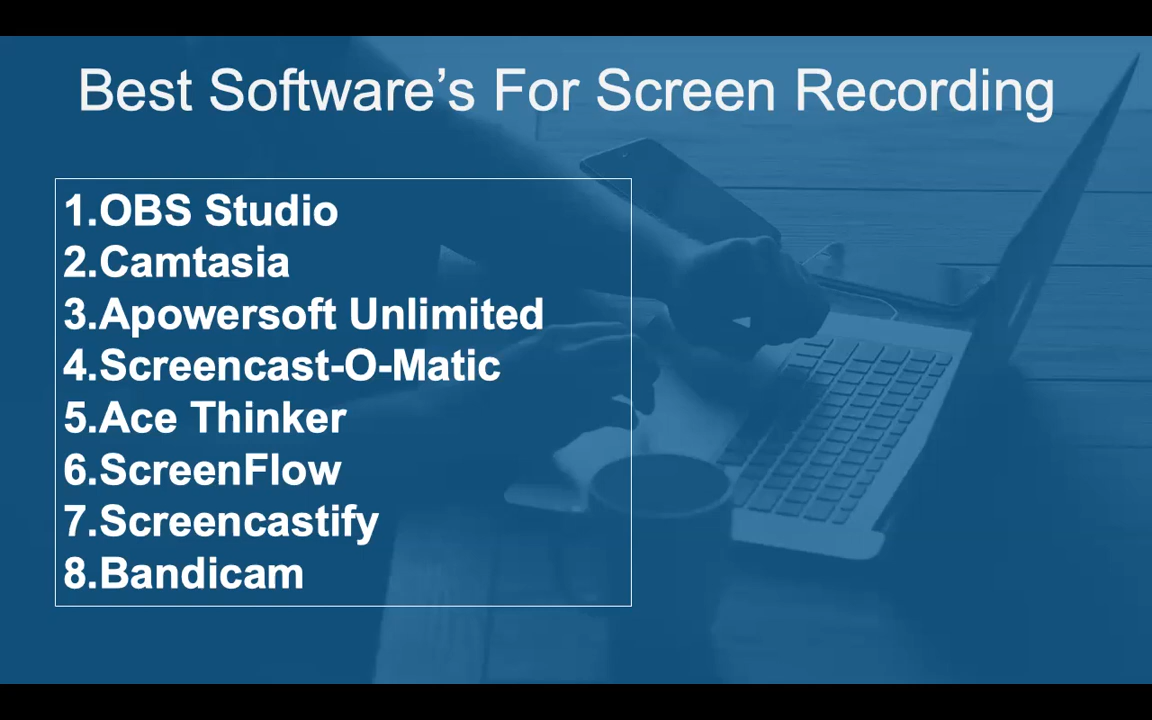 Best Software’s For Screen Recording
1.OBS Studio
2.Camtasia
3.Apowersoft Unlimited
4.Screencast-O-Matic
5.Ace Thinker
6.ScreenFlow
7.Screencastify
8.Bandicam